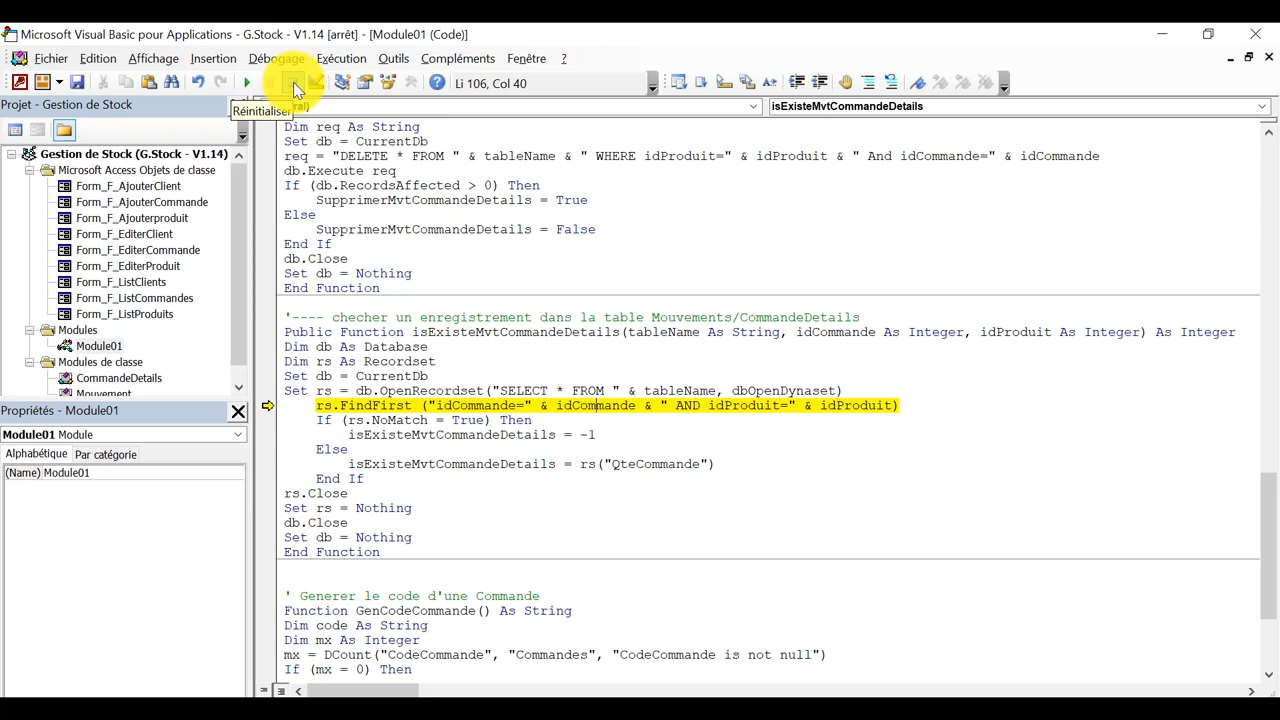 Microsoft Visual Basic pour Applications - G.Stock - V1.14 [arrêt] - [Module01 (Code)]
Fichier Edition Affichage Insertion Débogage Exécution Outils Compléments Fenêtre ?
Li 106, Col 40
Réinitialiser
al)
isExisteMvtCommandeDetails
Projet - Gestion de Stock
Gestion de Stock (G.Stock - V1.14)
Microsoft Access Objets de classe
Form_F_AjouterClient
Form_F_AjouterCommande
Form_F_Ajouterproduit
Form_F_EditerClient
Form_F_EditerCommande
Form_F_EditerProduit
Form_F_ListClients
Form_F_ListCommandes
Form_F_ListProduits
Modules
Module01
Modules de classe
CommandeDetails
Mouvement
Propriétés - Module01
Module01 Module
Alphabétique Par catégorie
(Name) Module01
Dim req As String
Set db = CurrentDb
req = "DELETE * FROM " & tableName & " WHERE idProduit=" & idProduit & " And idCommande=" & idCommande
db.Execute req
If (db.RecordsAffected > 0) Then
SupprimerMvtCommandeDetails = True
Else
SupprimerMvtCommandeDetails = False
End If
db.Close
Set db = Nothing
End Function
'---- checher un enregistrement dans la table Mouvements/CommandeDetails
Public Function isExisteMvtCommandeDetails(tableName As String, idCommande As Integer, idProduit As Integer) As Integer
Dim db As Database
Dim rs As Recordset
Set db = CurrentDb
Set rs = db.OpenRecordset("SELECT * FROM " & tableName, dbOpenDynaset)
rs.FindFirst ("idCommande=" & idCommande & " AND idProduit=" & idProduit)
If (rs.NoMatch = True) Then
isExisteMvtCommandeDetails = -1
Else
isExisteMvtCommandeDetails = rs("QteCommande")
End If
rs.Close
Set rs = Nothing
db.Close
Set db = Nothing
End Function
' Generer le code d'une Commande
Function GenCodeCommande() As String
Dim code As String
Dim mx As Integer
mx = DCount("CodeCommande", "Commandes", "CodeCommande is not null")
If (mx = 0) Then